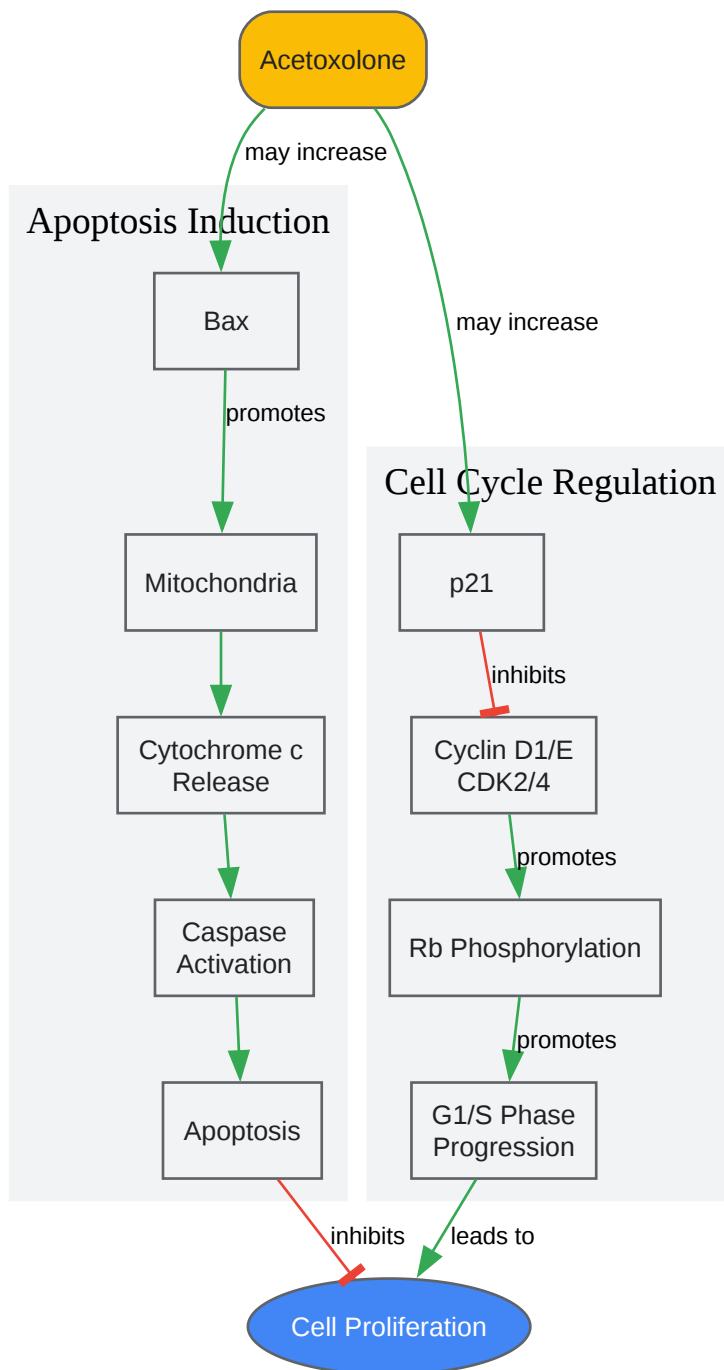 Acetoxolone
may increase
Apoptosis Induction
Bax
may increase
promotes
Cell Cycle Regulation
Mitochondria
p21
inhibits
Cytochrome c
Release
Cyclin D1/E
CDK2/4
promotes
Caspase
Activation
Rb Phosphorylation
promotes
Apoptosis
G1/S Phase
Progression
inhibits
leads to
Cell Proliferation